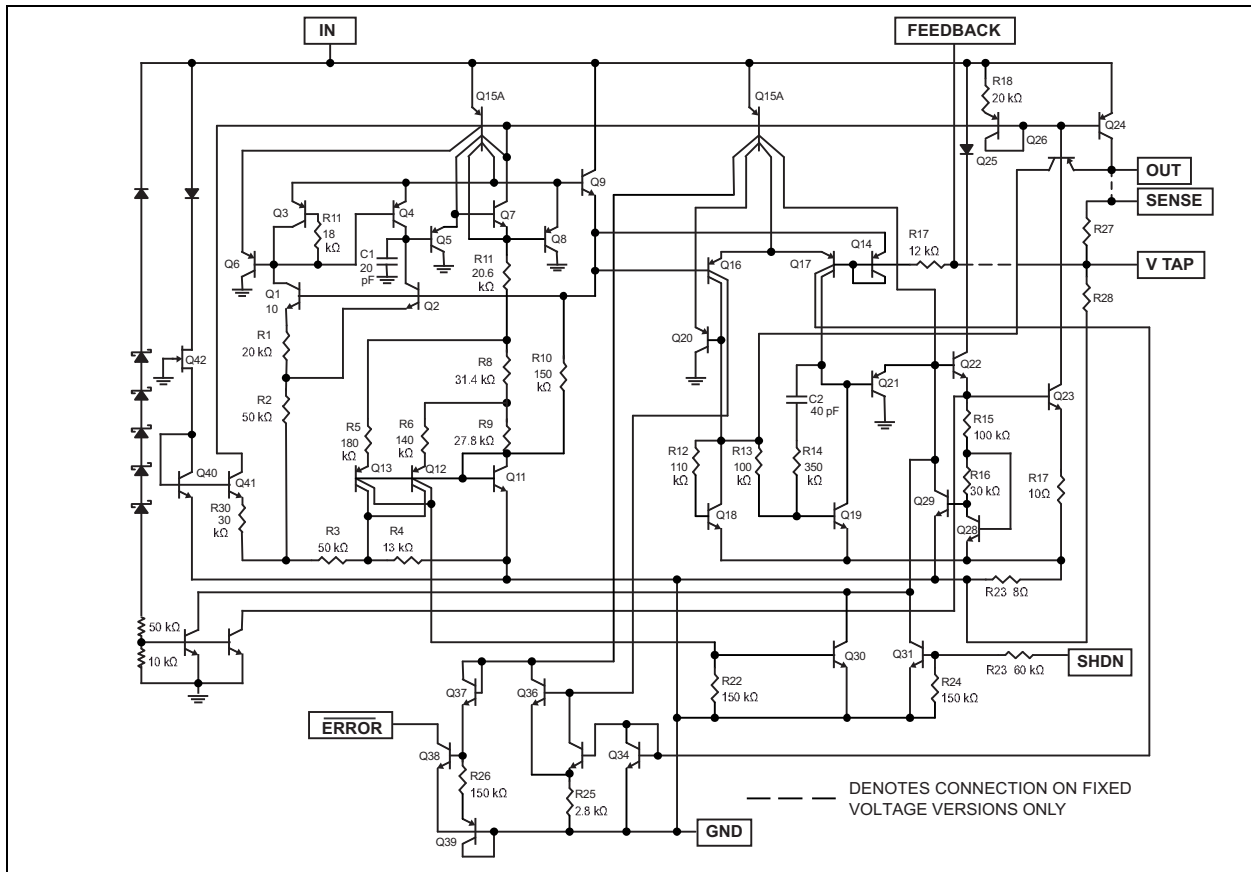 IN
FEEDBACK
R18
20 kΩ
Q15A
Q15A
Q26
Q24
Q25
OUT
SENSE
Q9
Q3
Q4
Q7
R11
18
kΩ
Q5
Q8
C1
20
pF
Q6
R11
20.6
kΩ
Q16
Q17
Q14
R17
12 kΩ
R27
V TAP
R28
Q1
10
Q2
R1
20 kΩ
Q42
R8
31.4 kΩ
R10
150
kΩ
Q20
Q22
Q21
C2
40 pF
Q23
R2
50 kΩ
R5
180
kΩ
R6
140
kΩ
R9
27.8 kΩ
R15
100 kΩ
Q13
Q12
Q11
R12
110
kΩ
R13
100
kΩ
R14
350
kΩ
R16
30 kΩ
R17
10Ω
Q40
Q41
Q29
R30
30
kΩ
Q18
Q19
Q28
R3
50 kΩ
R4
13 kΩ
R23 8Ω
50 kΩ
10 kΩ
Q30
Q31
R23 60 kΩ
SHDN
R22
150 kΩ
R24
150 kΩ
Q37
Q36
ERROR
Q38
Q34
R26
150 kΩ
R25
2.8 kΩ
DENOTES CONNECTION ON FIXED
VOLTAGE VERSIONS ONLY
GND
Q39